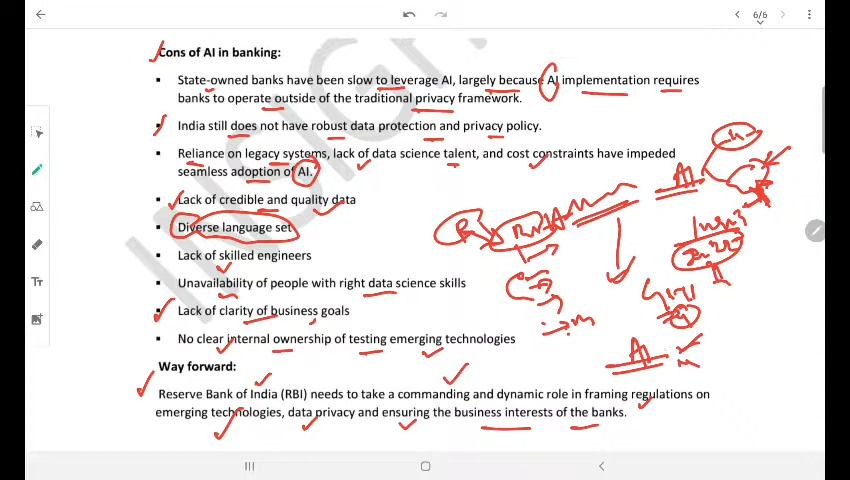 6/6
Cons of AI in banking:
▪ State-owned banks have been slow to leverage AI, largely because AI implementation requires
banks to operate outside of the traditional privacy framework.
▪ India still does not have robust data protection and privacy policy.
▪ Reliance on legacy systems, lack of data science talent, and cost constraints have impeded
seamless adoption of AI.
▪ Lack of credible and quality data
▪ Diverse language set
▪ Lack of skilled engineers
▪ Unavailability of people with right data science skills
▪ Lack of clarity of business goals
▪ No clear internal ownership of testing emerging technologies
Way forward:
Reserve Bank of India (RBI) needs to take a commanding and dynamic role in framing regulations on
emerging technologies, data privacy and ensuring the business interests of the banks.
Tт
INSIGH
AI
AI